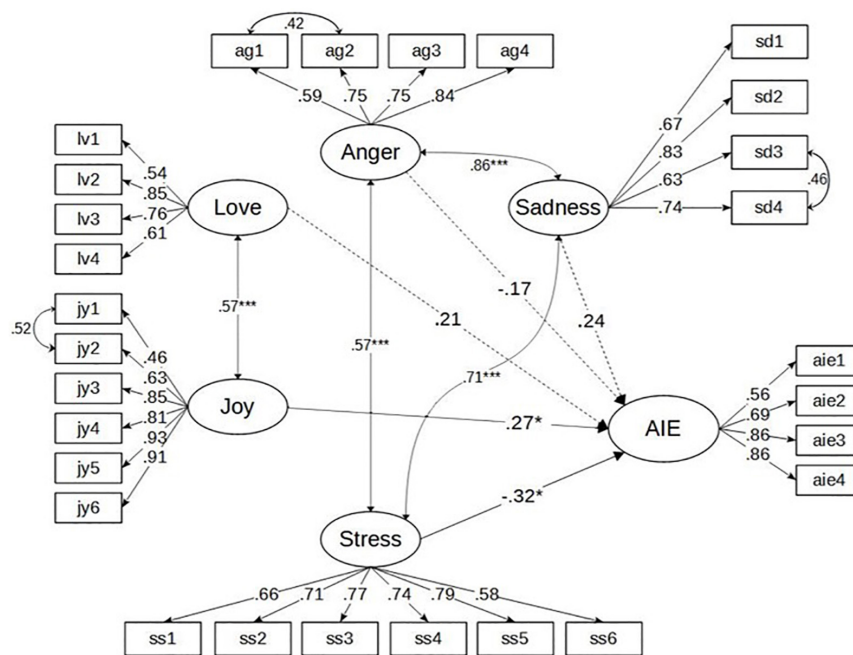 .42
ag1 ag2 ag3 ag4
.59 .75 .75 .84
Anger
sd1
sd2
sd3
sd4
.67
.83
.63
.74
.46
.86***
Sadness
lv1
lv2
lv3
lv4
.54
.85
.76
.61
Love
.57***
.57***
-.17
.21
.24
.71***
jy1
jy2
jy3
jy4
jy5
jy6
.52
.46
.63
.85
.81
.93
.91
Joy
.27*
AIE
aie1
aie2
aie3
aie4
.56
.69
.86
.86
-.32*
Stress
.66 .71 .77 .74 .79 .58
ss1 ss2 ss3 ss4 ss5 ss6